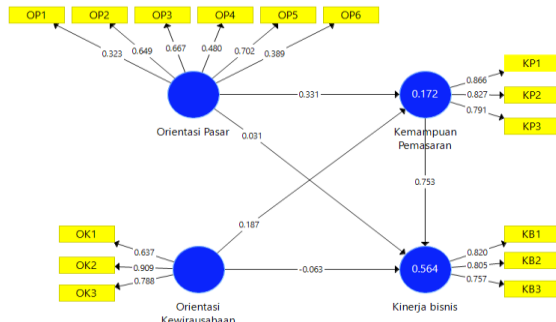 OP1 OP2 OP3 OP4 OP5 OP6
0.323 0.649 0.667 0.480 0.702 0.389
Orientasi Pasar
0.331
0.031
0.172
Kemampuan
Pemasaran
0.866 KP1
0.827 KP2
0.791 KP3
0.753
0.187
OK1 0.637
OK2 0.909
OK3 0.788
Orientasi
Kewirausahaan
-0.063
0.564
Kinerja bisnis
0.820 KB1
0.805 KB2
0.757 KB3